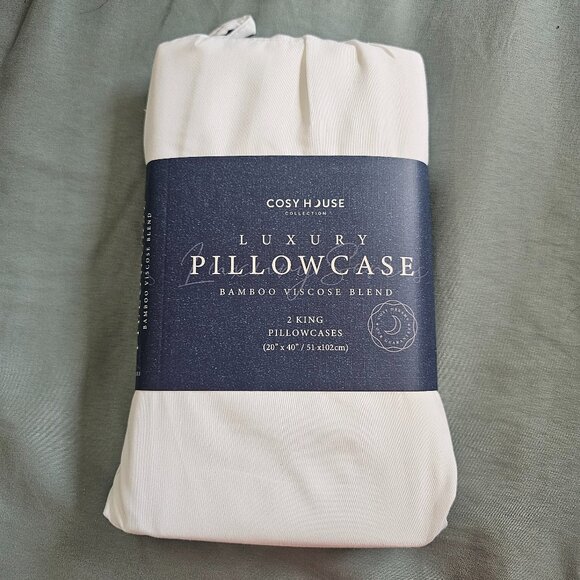 COSY HOUSE
COLLECTION
LUXURY
PILLOWCASE
BAMBOO VISCOSE BLEND
2 KING
PILLOWCASES
(20" x 40" / 51 x102cm)
BAMBOO VISCOSE BLEND